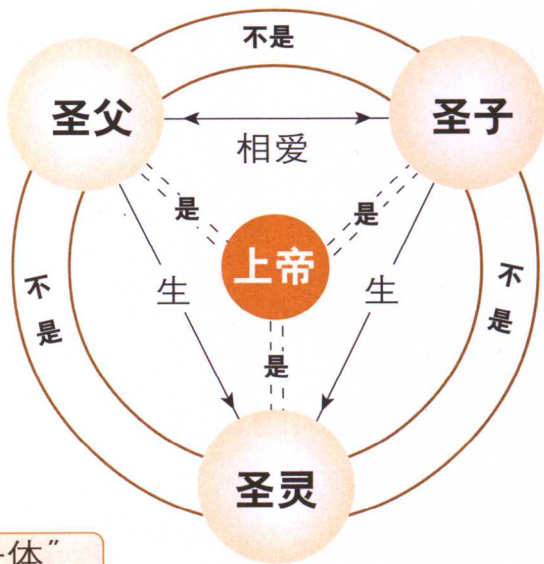 不是
圣父
圣子
相爱
是
是
上帝
不是
生
生
不是
是
圣灵
体”